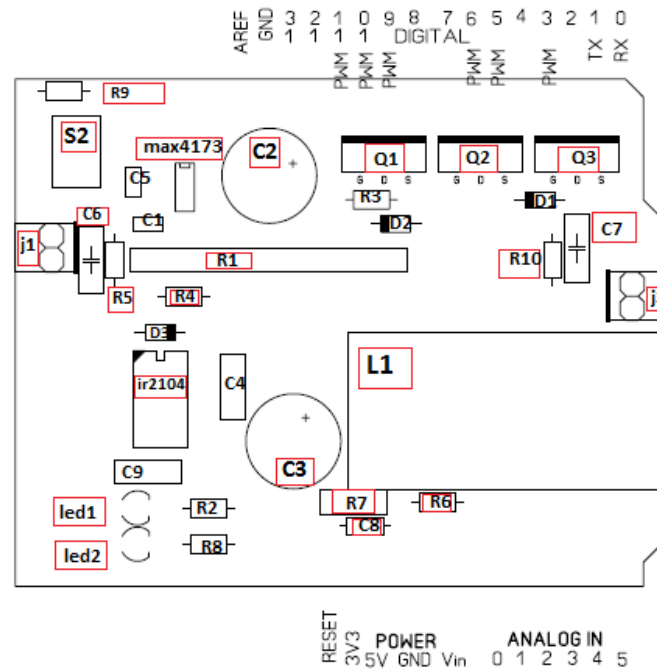 AREF GND 13 12 11 10 9 8 7 6 5 4 3 2 1 0
DIGITAL
PWM PWM PWM PWM PWM PWM TX RX
R9
S2
max4173
C2
Q1
Q2
Q3
G D S
G D S
G D S
C5
R3
D1
C6
C1
D2
C7
j1
R1
R10
R5
R4
D3
L1
ir2104
C4
C3
C9
led1
R2
R7
R6
C8
led2
R8
RESET 3V3 5V GND Vin 0 1 2 3 4 5
POWER
ANALOG IN